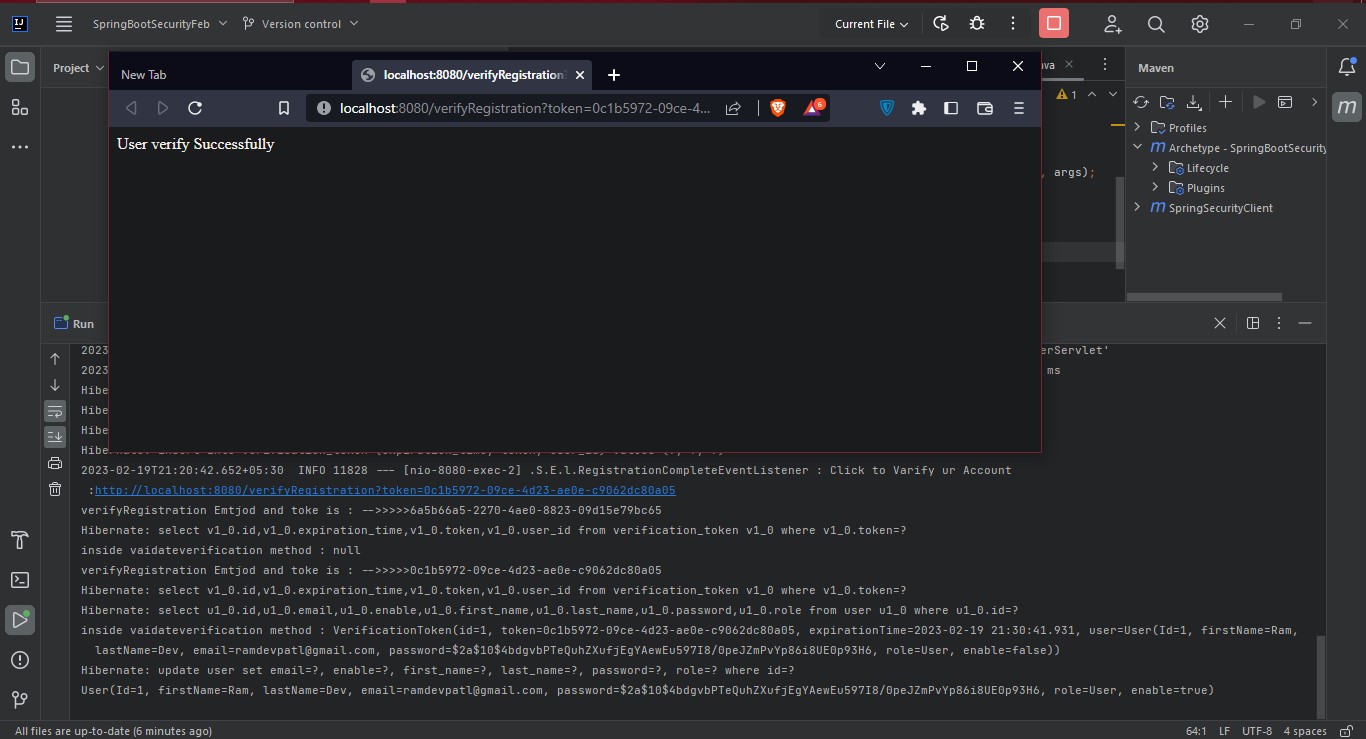 SpringBootSecurityFeb
Version control
Current File
Project
New Tab
localhost:8080/verifyRegistration
ava
Maven
localhost:8080/verifyRegistration?token=0c1b5972-09ce-4...
6
1
User verify Successfully
Profiles
Archetype - SpringBootSecurity
, args);
Lifecycle
Plugins
SpringSecurityClient
Run
2023
erServlet'
2023
ms
Hibe
Hibe
Hibe
2023-02-19T21:20:42.652+05:30 INFO 11828 --- [nio-8080-exec-2] .S.E.l.RegistrationCompleteEventListener : Click to Varify ur Account
:http://localhost:8080/verifyRegistration?token=0c1b5972-09ce-4d23-ae0e-c9062dc80a05
verifyRegistration Emtjod and toke is : -->>>>>6a5b66a5-2270-4ae0-8823-09d15e79bc65
Hibernate: select v1_0.id,v1_0.expiration_time,v1_0.token,v1_0.user_id from verification_token v1_0 where v1_0.token=?
inside vaidateverification method : null
verifyRegistration Emtjod and toke is : -->>>>>0c1b5972-09ce-4d23-ae0e-c9062dc80a05
Hibernate: select v1_0.id,v1_0.expiration_time,v1_0.token,v1_0.user_id from verification_token v1_0 where v1_0.token=?
Hibernate: select u1_0.id,u1_0.email,u1_0.enable,u1_0.first_name,u1_0.last_name,u1_0.password,u1_0.role from user u1_0 where u1_0.id=?
inside vaidateverification method : VerificationToken(id=1, token=0c1b5972-09ce-4d23-ae0e-c9062dc80a05, expirationTime=2023-02-19 21:30:41.931, user=User(Id=1, firstName=Ram,
lastName=Dev, email=ramdevpatl@gmail.com, password=$2a$10$4bdgvbPTeQuhZXufjEgYAewEu597I8/0peJZmPvYp86i8UE0p93H6, role=User, enable=false))
Hibernate: update user set email=?, enable=?, first_name=?, last_name=?, password=?, role=? where id=?
User(Id=1, firstName=Ram, lastName=Dev, email=ramdevpatl@gmail.com, password=$2a$10$4bdgvbPTeQuhZXufjEgYAewEu597I8/0peJZmPvYp86i8UE0p93H6, role=User, enable=true)
All files are up-to-date (6 minutes ago)
64:1 LF UTF-8 4 spaces